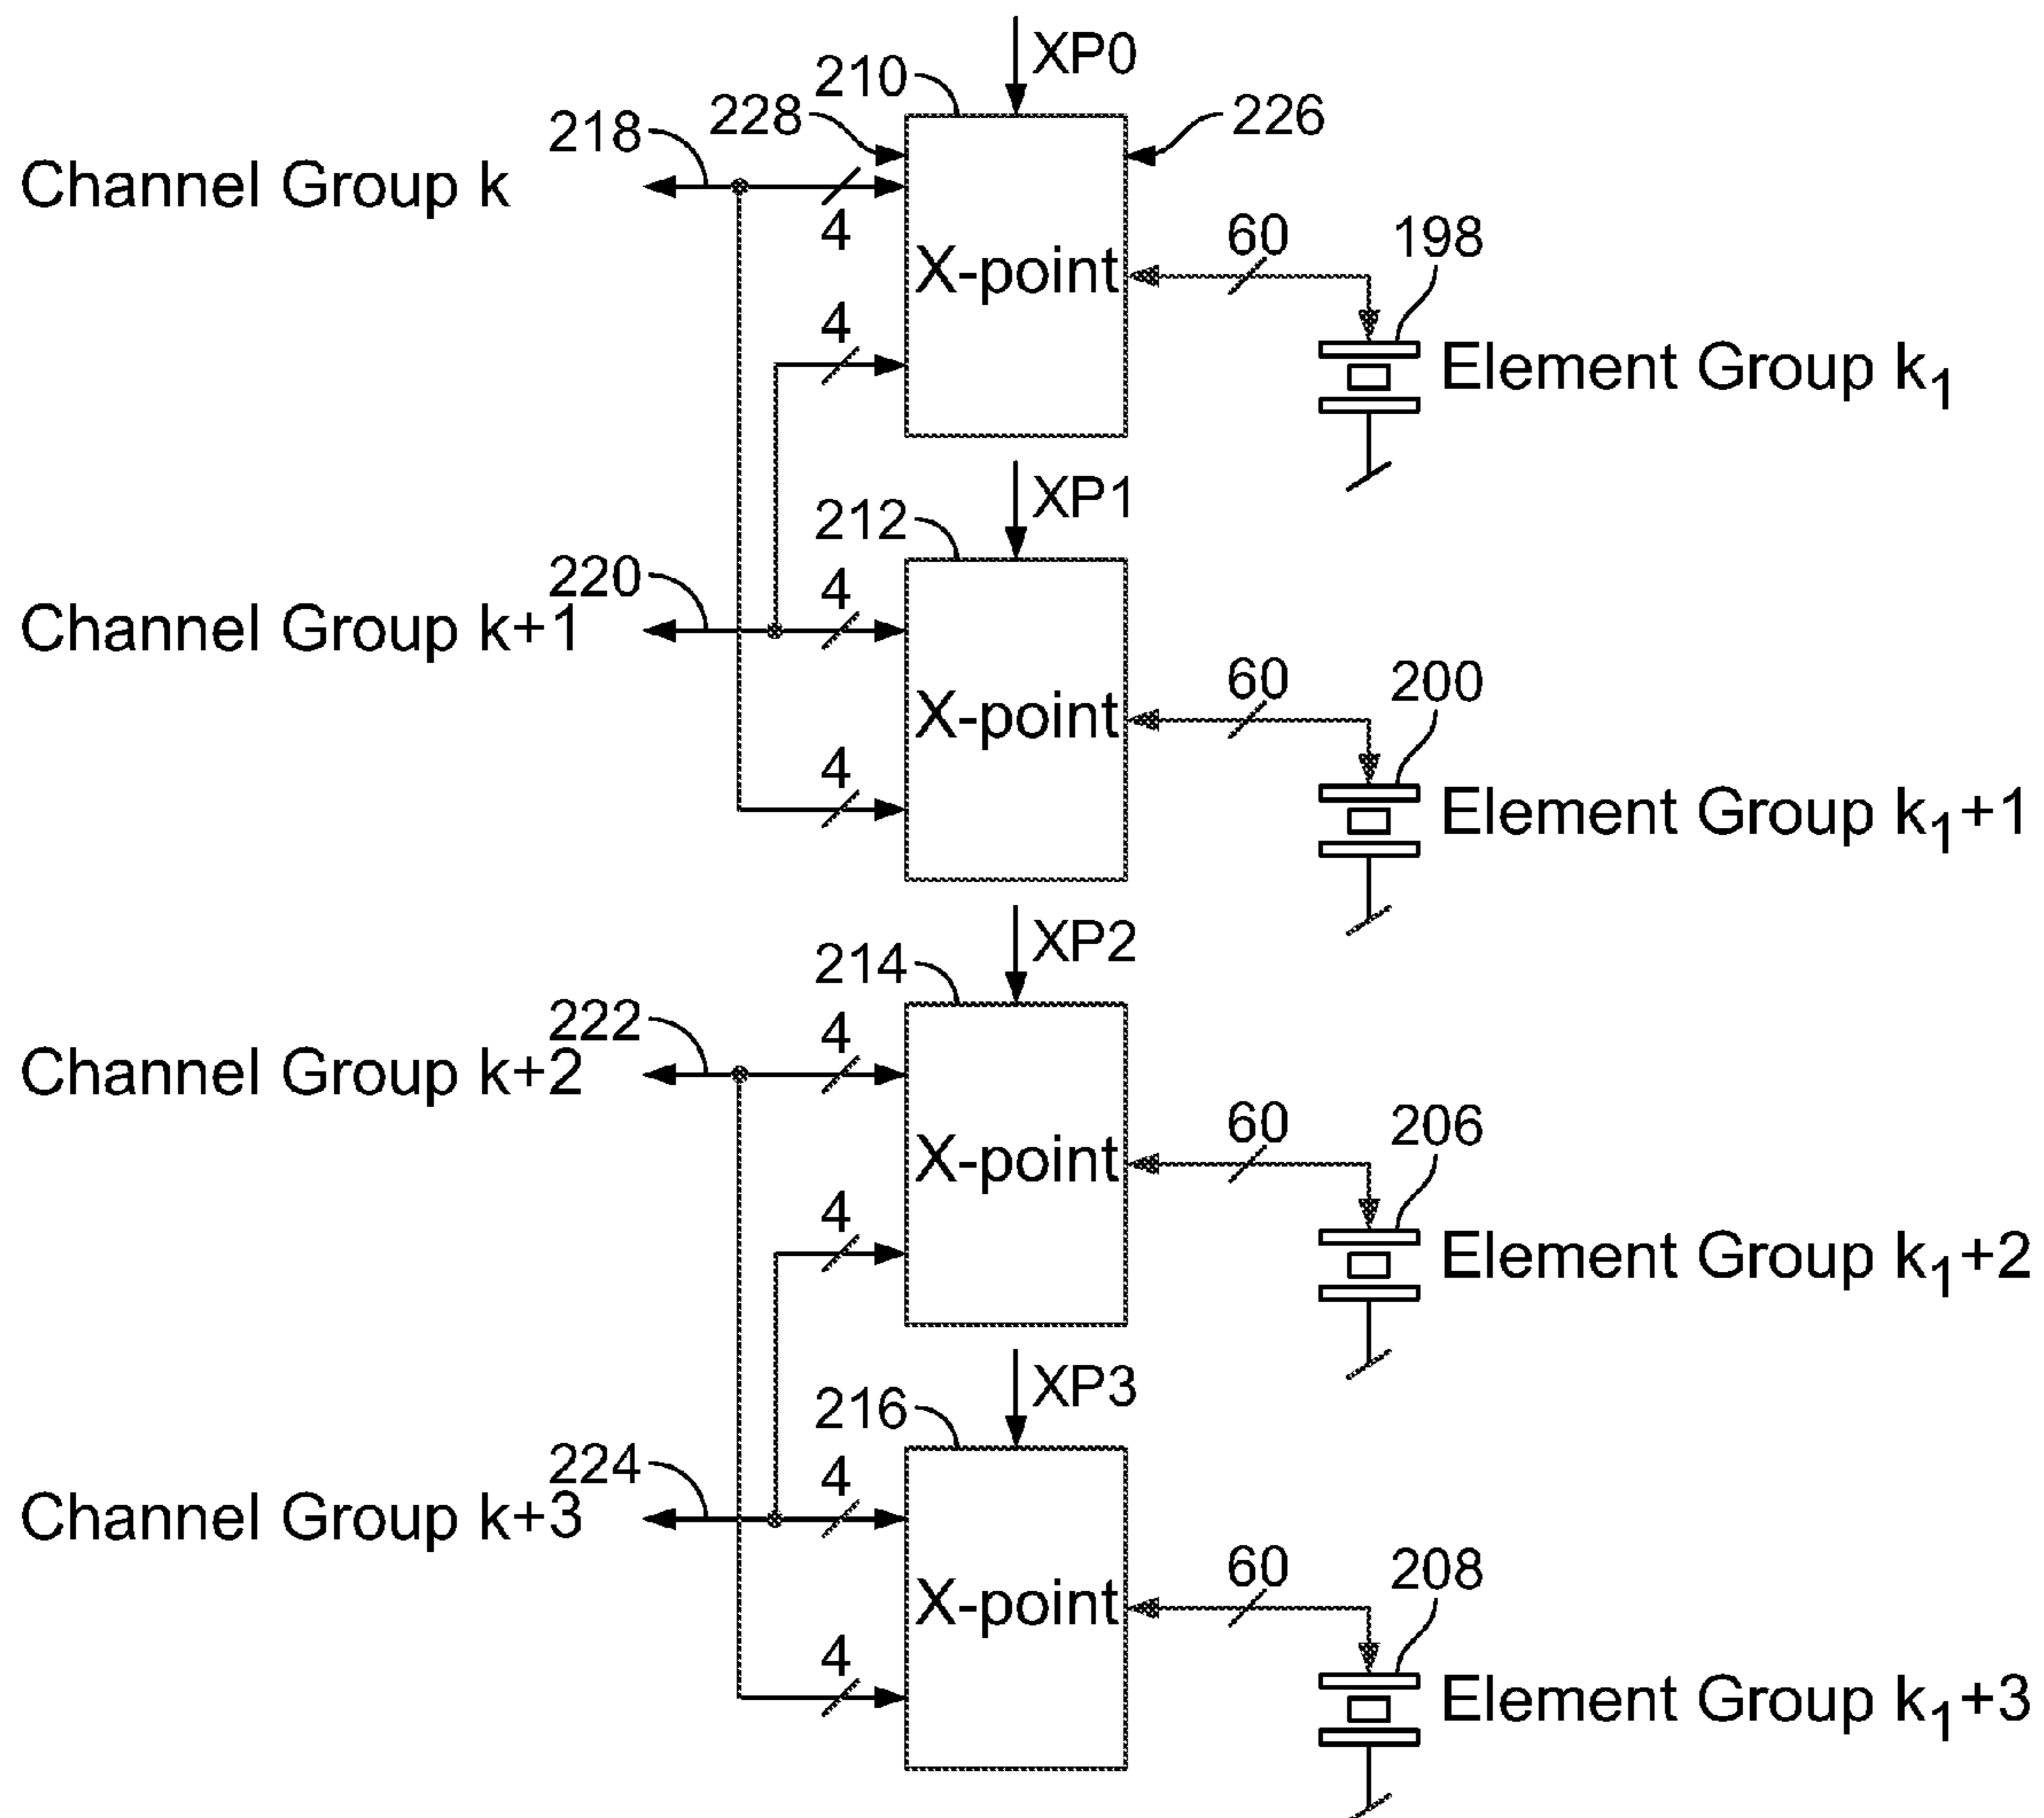 XP0
210
228
226
218
Channel Group k
4
60
198
X-point
4
Element Group k₁
XP1
212
220
4
Channel Group k+1
60
200
X-point
4
Element Group k₁+1
XP2
214
222
4
Channel Group k+2
60
206
X-point
4
Element Group k₁+2
XP3
216
224
4
Channel Group k+3
60
208
X-point
4
Element Group k₁+3